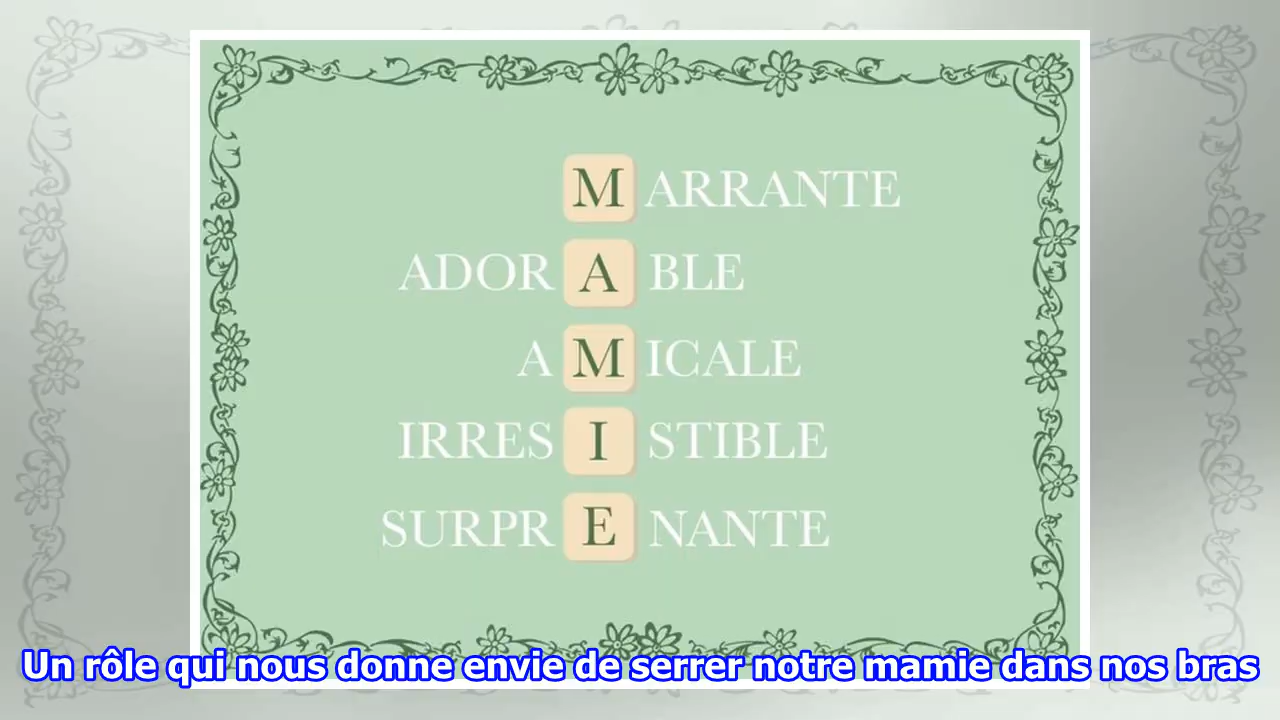 MARRANTE
ADORABLE
AMICALE
IRRESISTIBLE
SURPRENANTE
Un rôle qui nous donne envie de serrer notre mamie dans nos bras